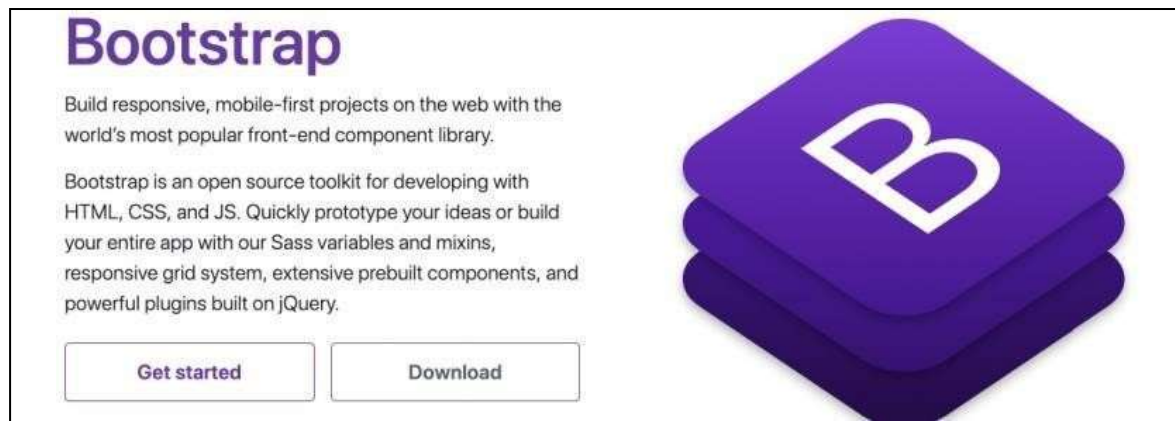 Bootstrap
Build responsive, mobile-first projects on the web with the
world's most popular front-end component library.
Bootstrap is an open source toolkit for developing with
HTML, CSS, and JS. Quickly prototype your ideas or build
your entire app with our Sass variables and mixins,
responsive grid system, extensive prebuilt components, and
powerful plugins built on jQuery.
Get started
Download
B